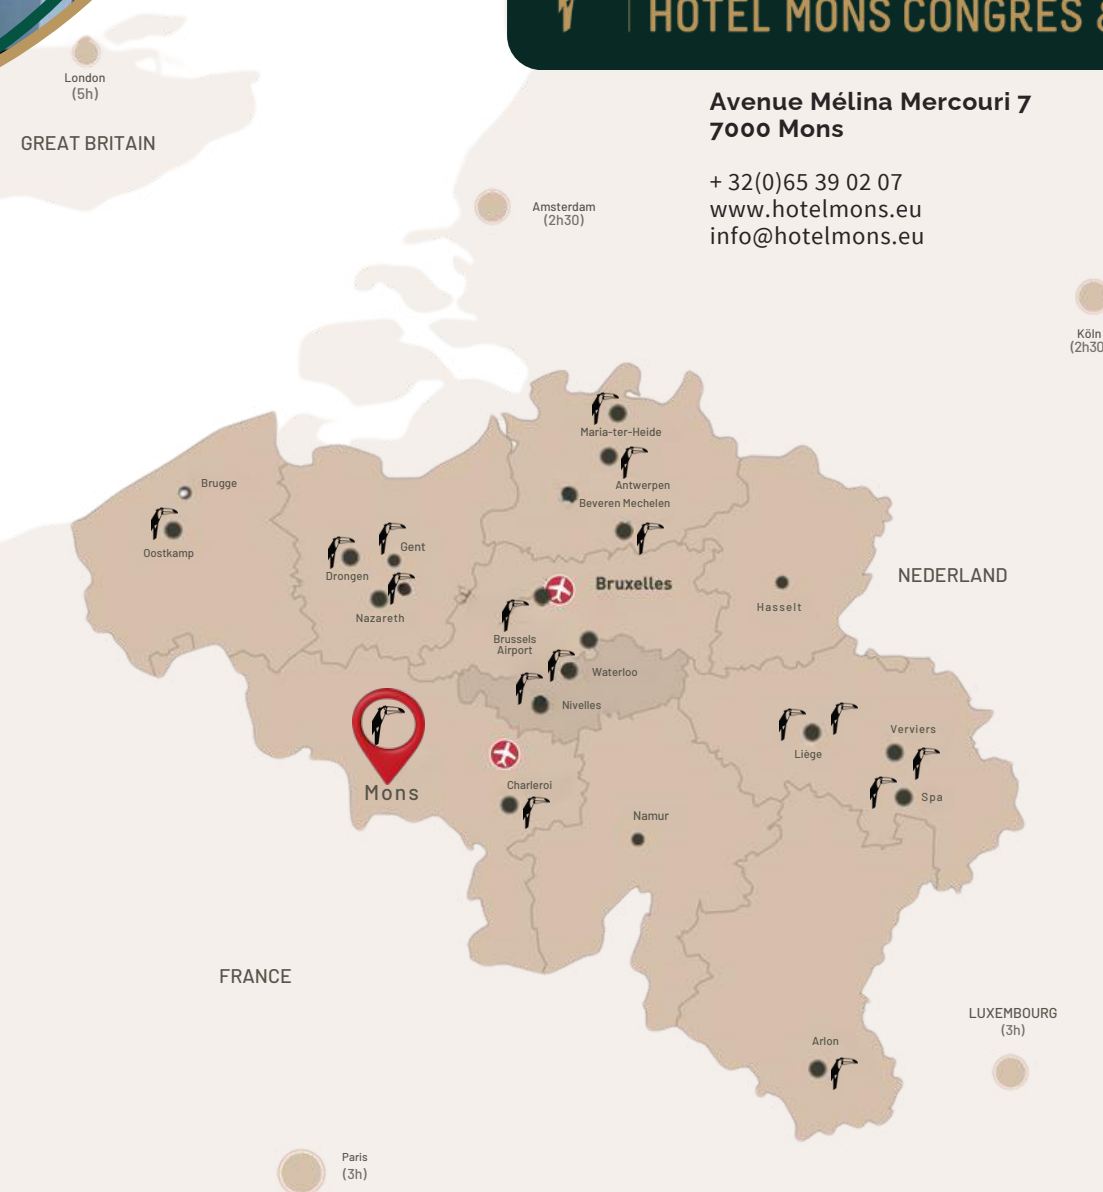 HOTEL MONS CONGRES &
London
(5h)
GREAT BRITAIN
Avenue Mélina Mercouri 7
7000 Mons
+ 32(0)65 39 02 07
www.hotelmons.eu
info@hotelmons.eu
Amsterdam
(2h30)
Köln
(2h30
Maria-ter-Heide
Antwerpen
Beveren Mechelen
Brugge
Oostkamp
Gent
Drongen
Nazareth
Bruxelles
Brussels
Airport
Hasselt
NEDERLAND
Waterloo
Nivelles
Mons
Charleroi
Namur
Liège
Verviers
Spa
FRANCE
LUXEMBOURG
(3h)
Arlon
Paris
(3h)